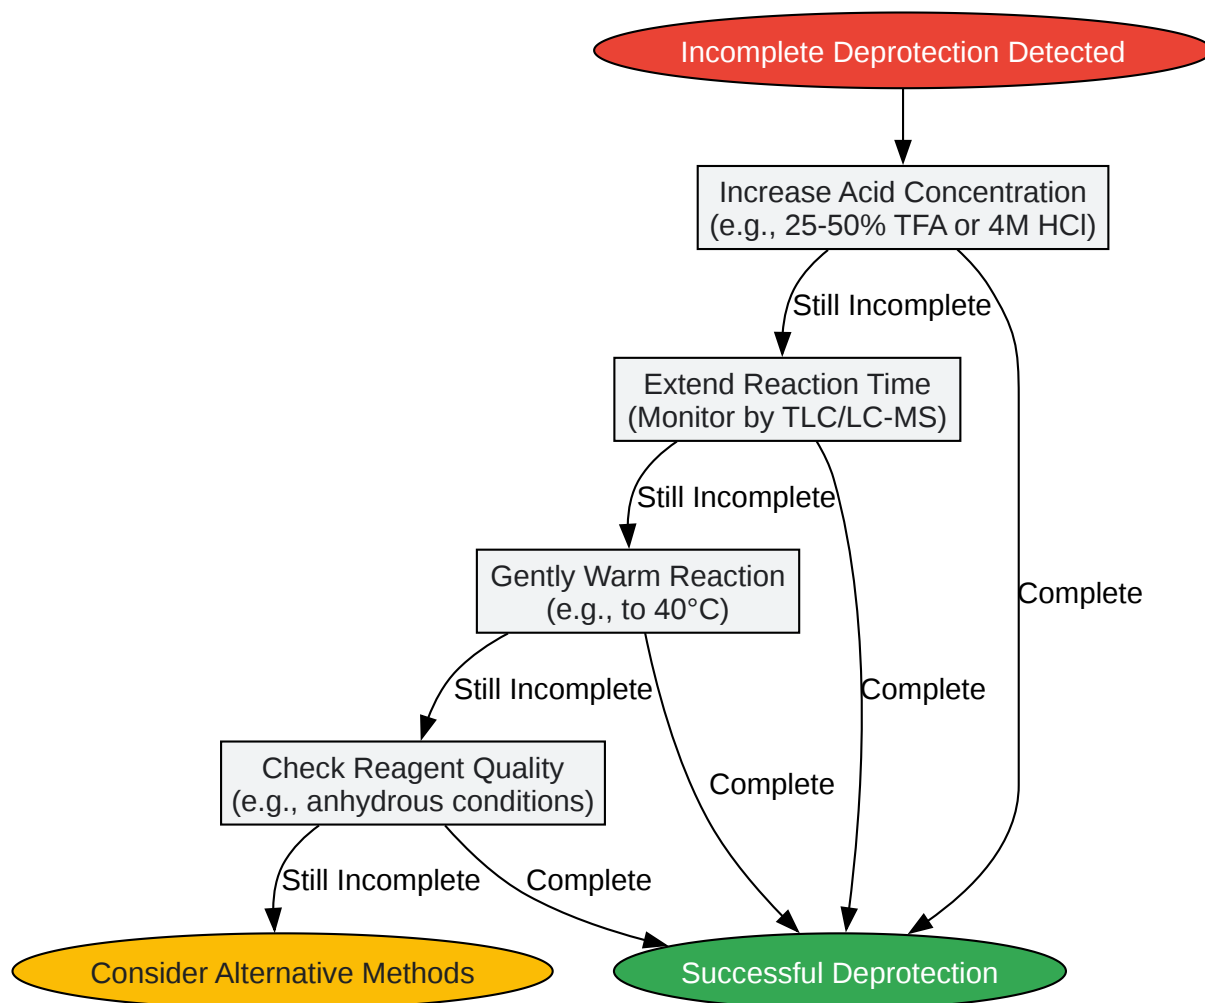 Incomplete Deprotection Detected
Increase Acid Concentration
(e.g., 25-50% TFA or 4M HCl)
Still Incomplete
Extend Reaction Time
(Monitor by TLC/LC-MS)
Still Incomplete
Gently Warm Reaction
(e.g., to 40°C)
Complete
Still Incomplete
Complete
Check Reagent Quality
(e.g., anhydrous conditions)
Complete
Still Incomplete
Complete
Consider Alternative Methods
Successful Deprotection